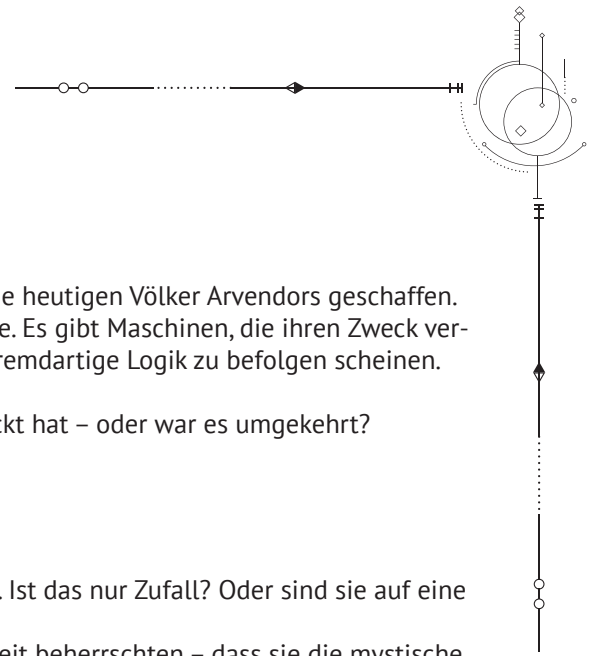 e heutigen Völker Arvendors geschaffen.
e. Es gibt Maschinen, die ihren Zweck ver-
remdartige Logik zu befolgen scheinen.
ckt hat – oder war es umgekehrt?
. Ist das nur Zufall? Oder sind sie auf eine
eit beherrschten – dass sie die mystische